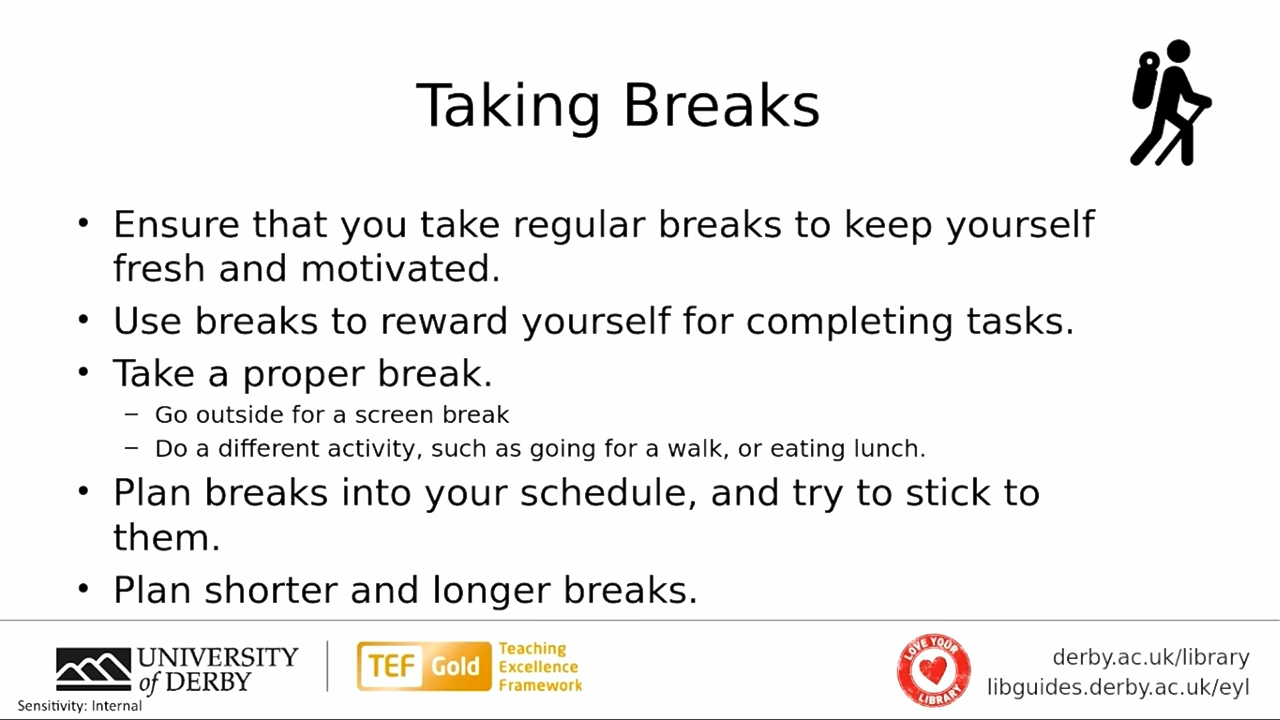 Taking Breaks
• Ensure that you take regular breaks to keep yourself
fresh and motivated.
• Use breaks to reward yourself for completing tasks.
• Take a proper break.
– Go outside for a screen break
– Do a different activity, such as going for a walk, or eating lunch.
• Plan breaks into your schedule, and try to stick to
them.
• Plan shorter and longer breaks.
UNIVERSITY
of DERBY
TEF Gold
Teaching
Excellence
Framework
LOVE YOUR
LIBRARY
derby.ac.uk/library
libguides.derby.ac.uk/eyl
Sensitivity: Internal